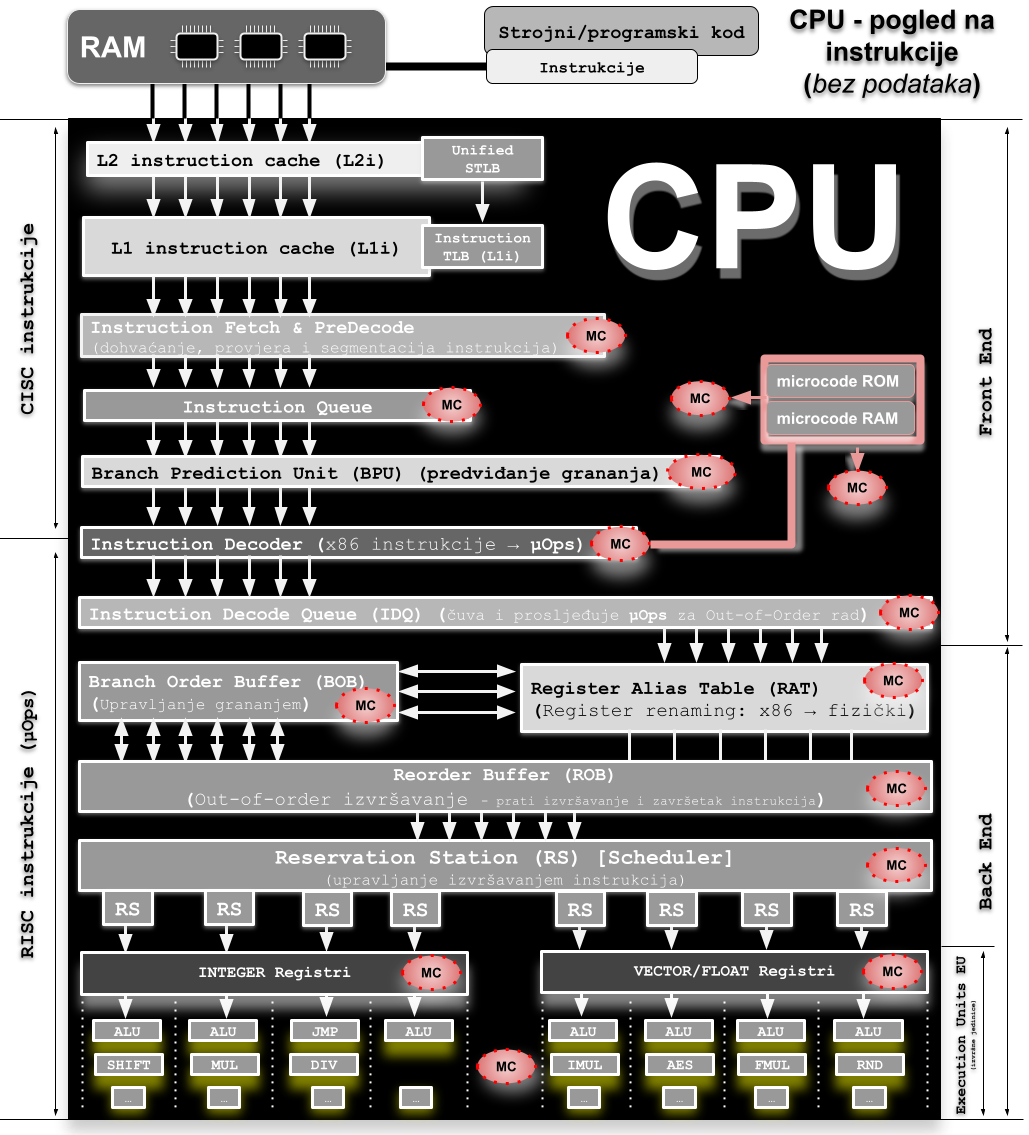 RAM
Strojni/programski kod
Instrukcije
CPU - pogled na
instrukcije
(bez podataka)
CPU
L2 instruction cache (L2i)
Unified
STLB
L1 instruction cache (L1i)
Instruction
TLB (L1i)
Instruction Fetch & PreDecode
(dohvaćanje, provjera i segmentacija instrukcija)
MC
Instruction Queue
MC
microcode ROM
microcode RAM
MC
MC
Branch Prediction Unit (BPU) (predviđanje grananja)
MC
Instruction Decoder (x86 instrukcije → µOps)
MC
Instruction Decode Queue (IDQ) (čuva i prosljeđuje µOps za Out-of-Order rad)
MC
Branch Order Buffer (BOB)
(Upravljanje grananjem)
MC
Register Alias Table (RAT)
(Register renaming: x86 → fizički)
MC
Reorder Buffer (ROB)
(Out-of-order izvršavanje - prati izvršavanje i završetak instrukcija)
MC
Reservation Station (RS) [Scheduler]
(upravljanje izvršavanjem instrukcija)
MC
RS RS RS RS RS RS RS RS
INTEGER Registri
MC
VECTOR/FLOAT Registri
MC
ALU ALU JMP ALU ALU ALU ALU ALU
SHIFT MUL DIV MC IMUL AES FMUL RND
... ... ... ... ... ... ... ...
CISC instrukcije
RISC instrukcije (µOps)
Front End
Back End
Execution Units EU
(izvršne jedinice)